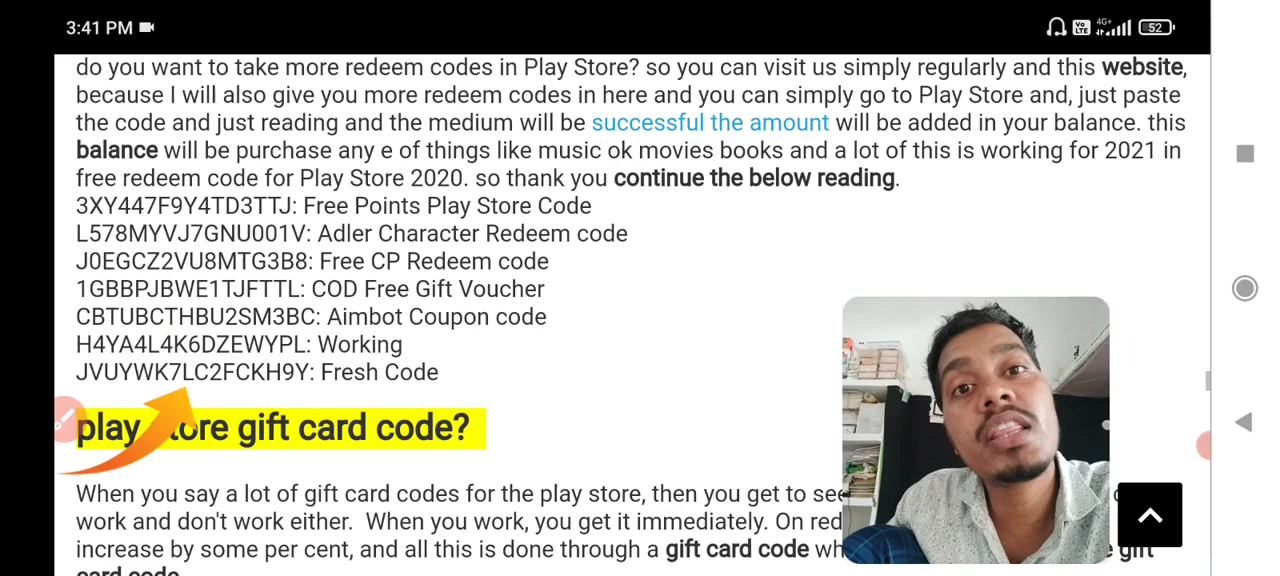 3:41 PM
Vo LTE 4G+ 52
do you want to take more redeem codes in Play Store? so you can visit us simply regularly and this website,
because I will also give you more redeem codes in here and you can simply go to Play Store and, just paste
the code and just reading and the medium will be successful the amount will be added in your balance. this
balance will be purchase any e of things like music ok movies books and a lot of this is working for 2021 in
free redeem code for Play Store 2020. so thank you continue the below reading.
3XY447F9Y4TD3TTJ: Free Points Play Store Code
L578MYVJ7GNU001V: Adler Character Redeem code
J0EGCZ2VU8MTG3B8: Free CP Redeem code
1GBBPJBWE1TJFTTL: COD Free Gift Voucher
CBTUBCTHBU2SM3BC: Aimbot Coupon code
H4YA4L4K6DZEWYPL: Working
JVUYWK7LC2FCKH9Y: Fresh Code
play store gift card code?
When you say a lot of gift card codes for the play store, then you get to see
work and don't work either. When you work, you get it immediately. On
increase by some per cent, and all this is done through a gift card code gift
card code